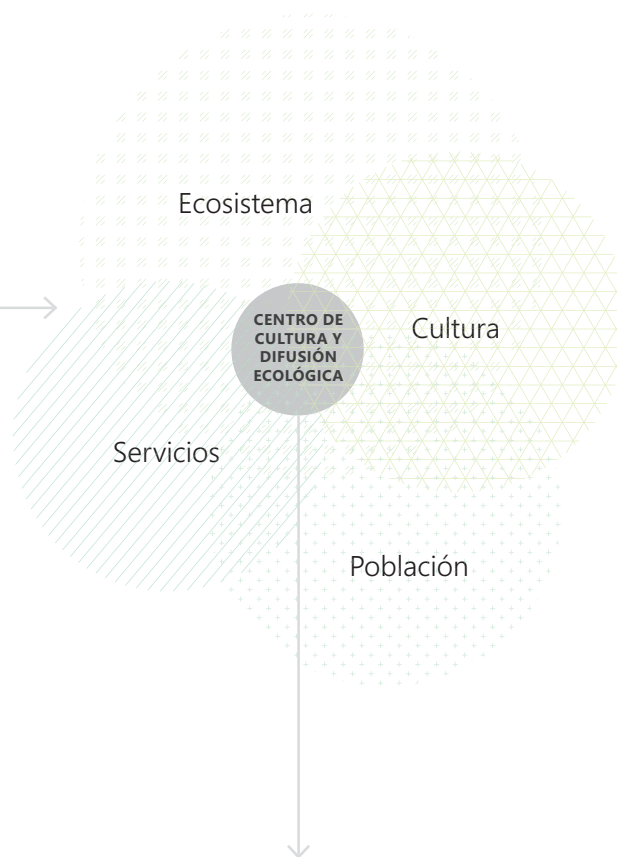 Ecosistema
CENTRO DE
CULTURA Y
DIFUSIÓN
ECOLÓGICA
Cultura
Servicios
Población